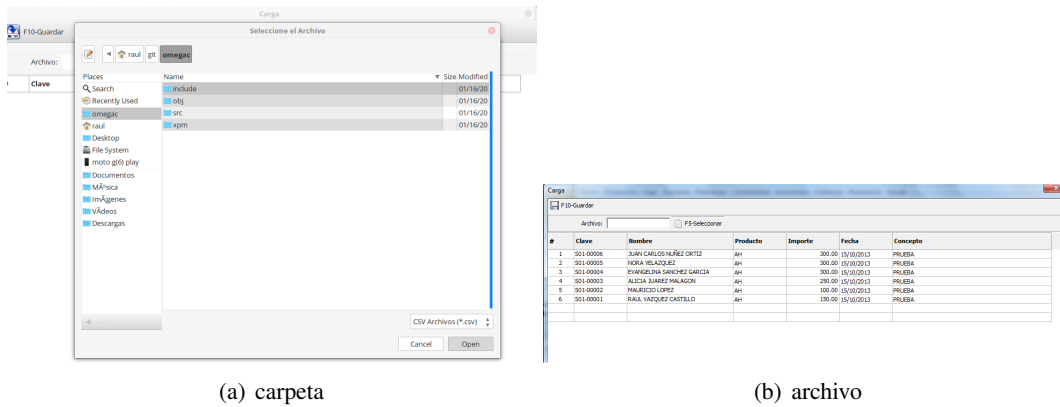 Carga
F10-Guardar
Seleccione el Archivo
Archivo:
raul git omegac
Clave
Places Name Size Modified
Search include 01/16/20
Recently Used obj 01/16/20
omegac src 01/16/20
raul xpm 01/16/20
Desktop
File System
moto g(6) play
Documentos
MÃºsica
ImÃgenes
VÃdeos
Descargas
CSV Archivos (*.csv)
Cancel Open
(a) carpeta
Carga
F10-Guardar
Archivo: F5-Seleccionar
# Clave Nombre Producto Importe Fecha Concepto
1 S01-00006 JUAN CARLOS NUÑEZ ORTIZ AH 300.00 15/10/2013 PRUEBA
2 S01-00005 NORA VELAZQUEZ AH 300.00 15/10/2013 PRUEBA
3 S01-00004 EVANGELINA SANCHEZ GARCIA AH 300.00 15/10/2013 PRUEBA
4 S01-00003 ALICIA JUAREZ MALAGON AH 250.00 15/10/2013 PRUEBA
5 S01-00002 MAURICIO LOPEZ AH 100.00 15/10/2013 PRUEBA
6 S01-00001 RAUL VAZQUEZ CASTILLO AH 150.00 15/10/2013 PRUEBA
(b) archivo